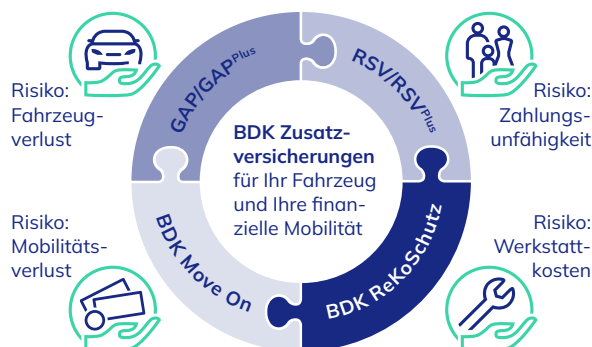 GAP/GAPPlus
RSV/RSVPlus
Risiko:
Fahrzeug-
verlust
Risiko:
Zahlungs-
unfähigkeit
BDK Zusatz-
versicherungen
für Ihr Fahrzeug
und Ihre finan-
zielle Mobilität
Risiko:
Mobilitäts-
verlust
BDK Move On
BDK ReKoSchutz
Risiko:
Werkstatt-
kosten